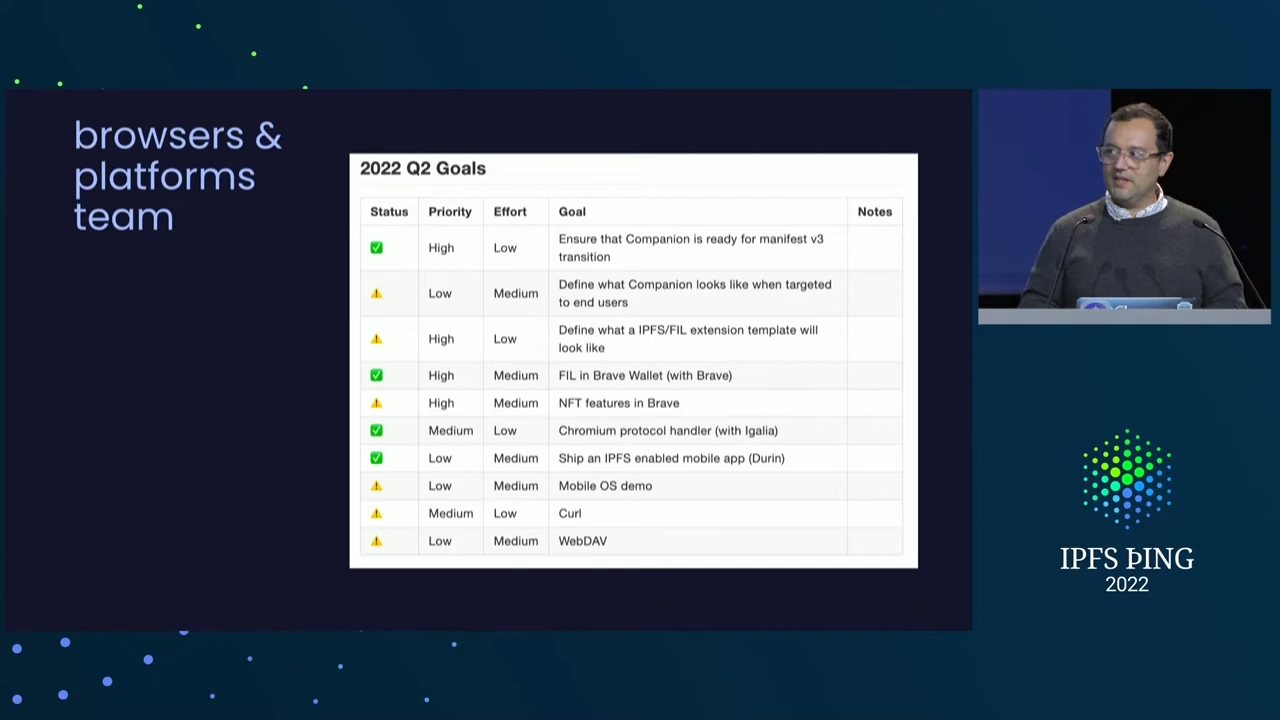 browsers &
platforms
team
2022 Q2 Goals
Status Priority Effort Goal Notes
High Low Ensure that Companion is ready for manifest v3
transition
Low Medium Define what Companion looks like when targeted
to end users
High Low Define what a IPFS/FIL extension template will
look like
High Medium FIL in Brave Wallet (with Brave)
High Medium NFT features in Brave
Medium Low Chromium protocol handler (with Igalia)
Low Medium Ship an IPFS enabled mobile app (Durin)
Low Medium Mobile OS demo
Medium Low Curl
Low Medium WebDAV
IPFS ÞING
2022